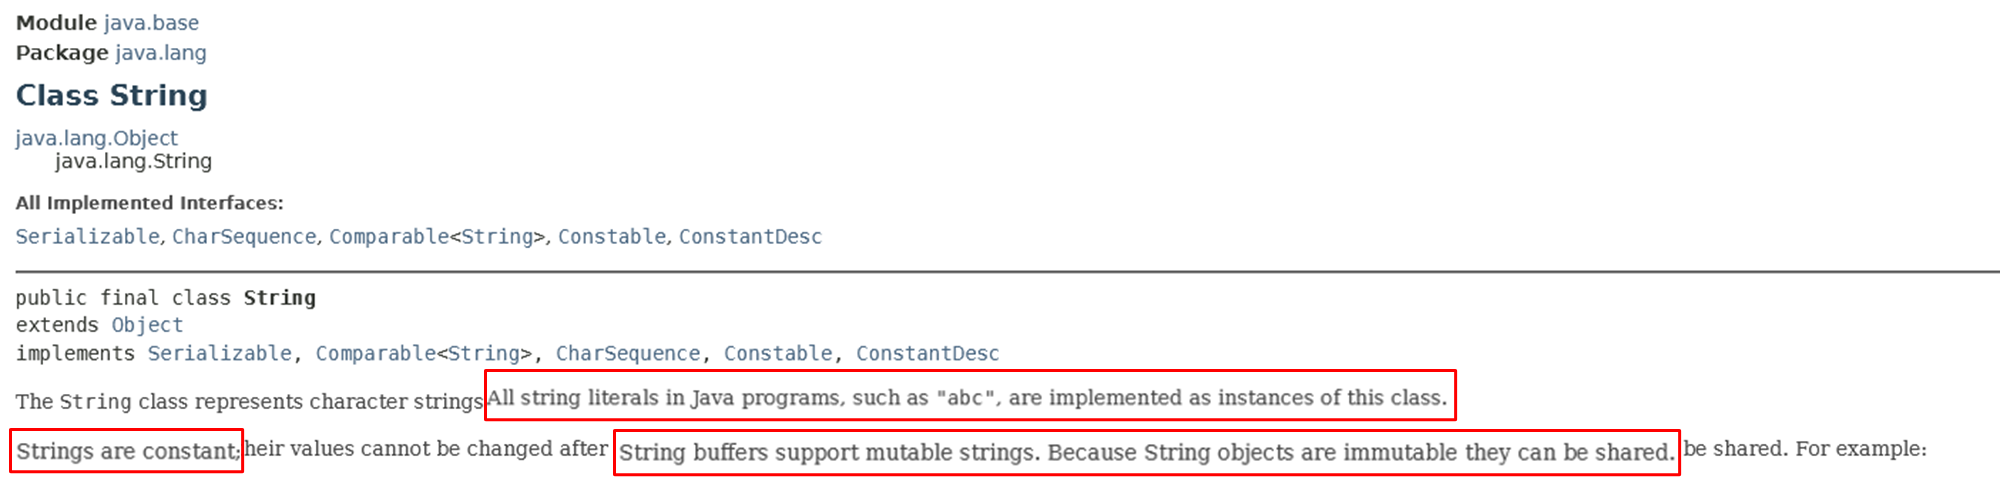 Module java.base
Package java.lang
Class String
java.lang.Object
java.lang.String
All Implemented Interfaces:
Serializable, CharSequence, Comparable<String>, Constable, ConstantDesc
public final class String
extends Object
implements Serializable, Comparable<String>, CharSequence, Constable, ConstantDesc
The String class represents character strings All string literals in Java programs, such as "abc", are implemented as instances of this class.
Strings are constant; heir values cannot be changed after String buffers support mutable strings. Because String objects are immutable they can be shared. be shared. For example: